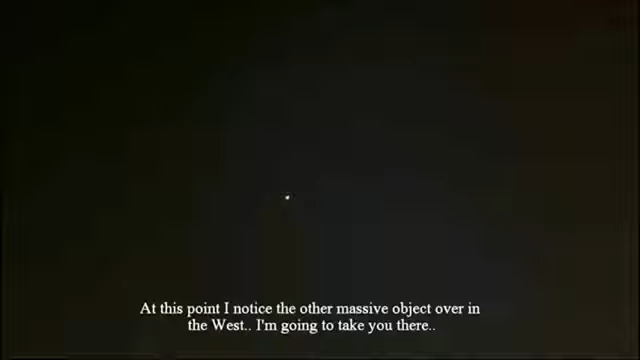 At this point I notice the other massive object over in
the West.. I'm going to take you there..